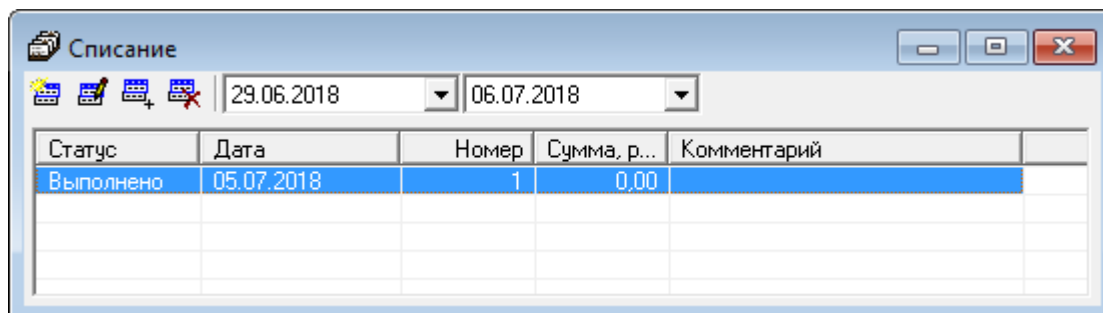 Списание
29.06.2018 06.07.2018
Статус Дата Номер Сумма, р... Комментарий
Выполнено 05.07.2018 1 0,00